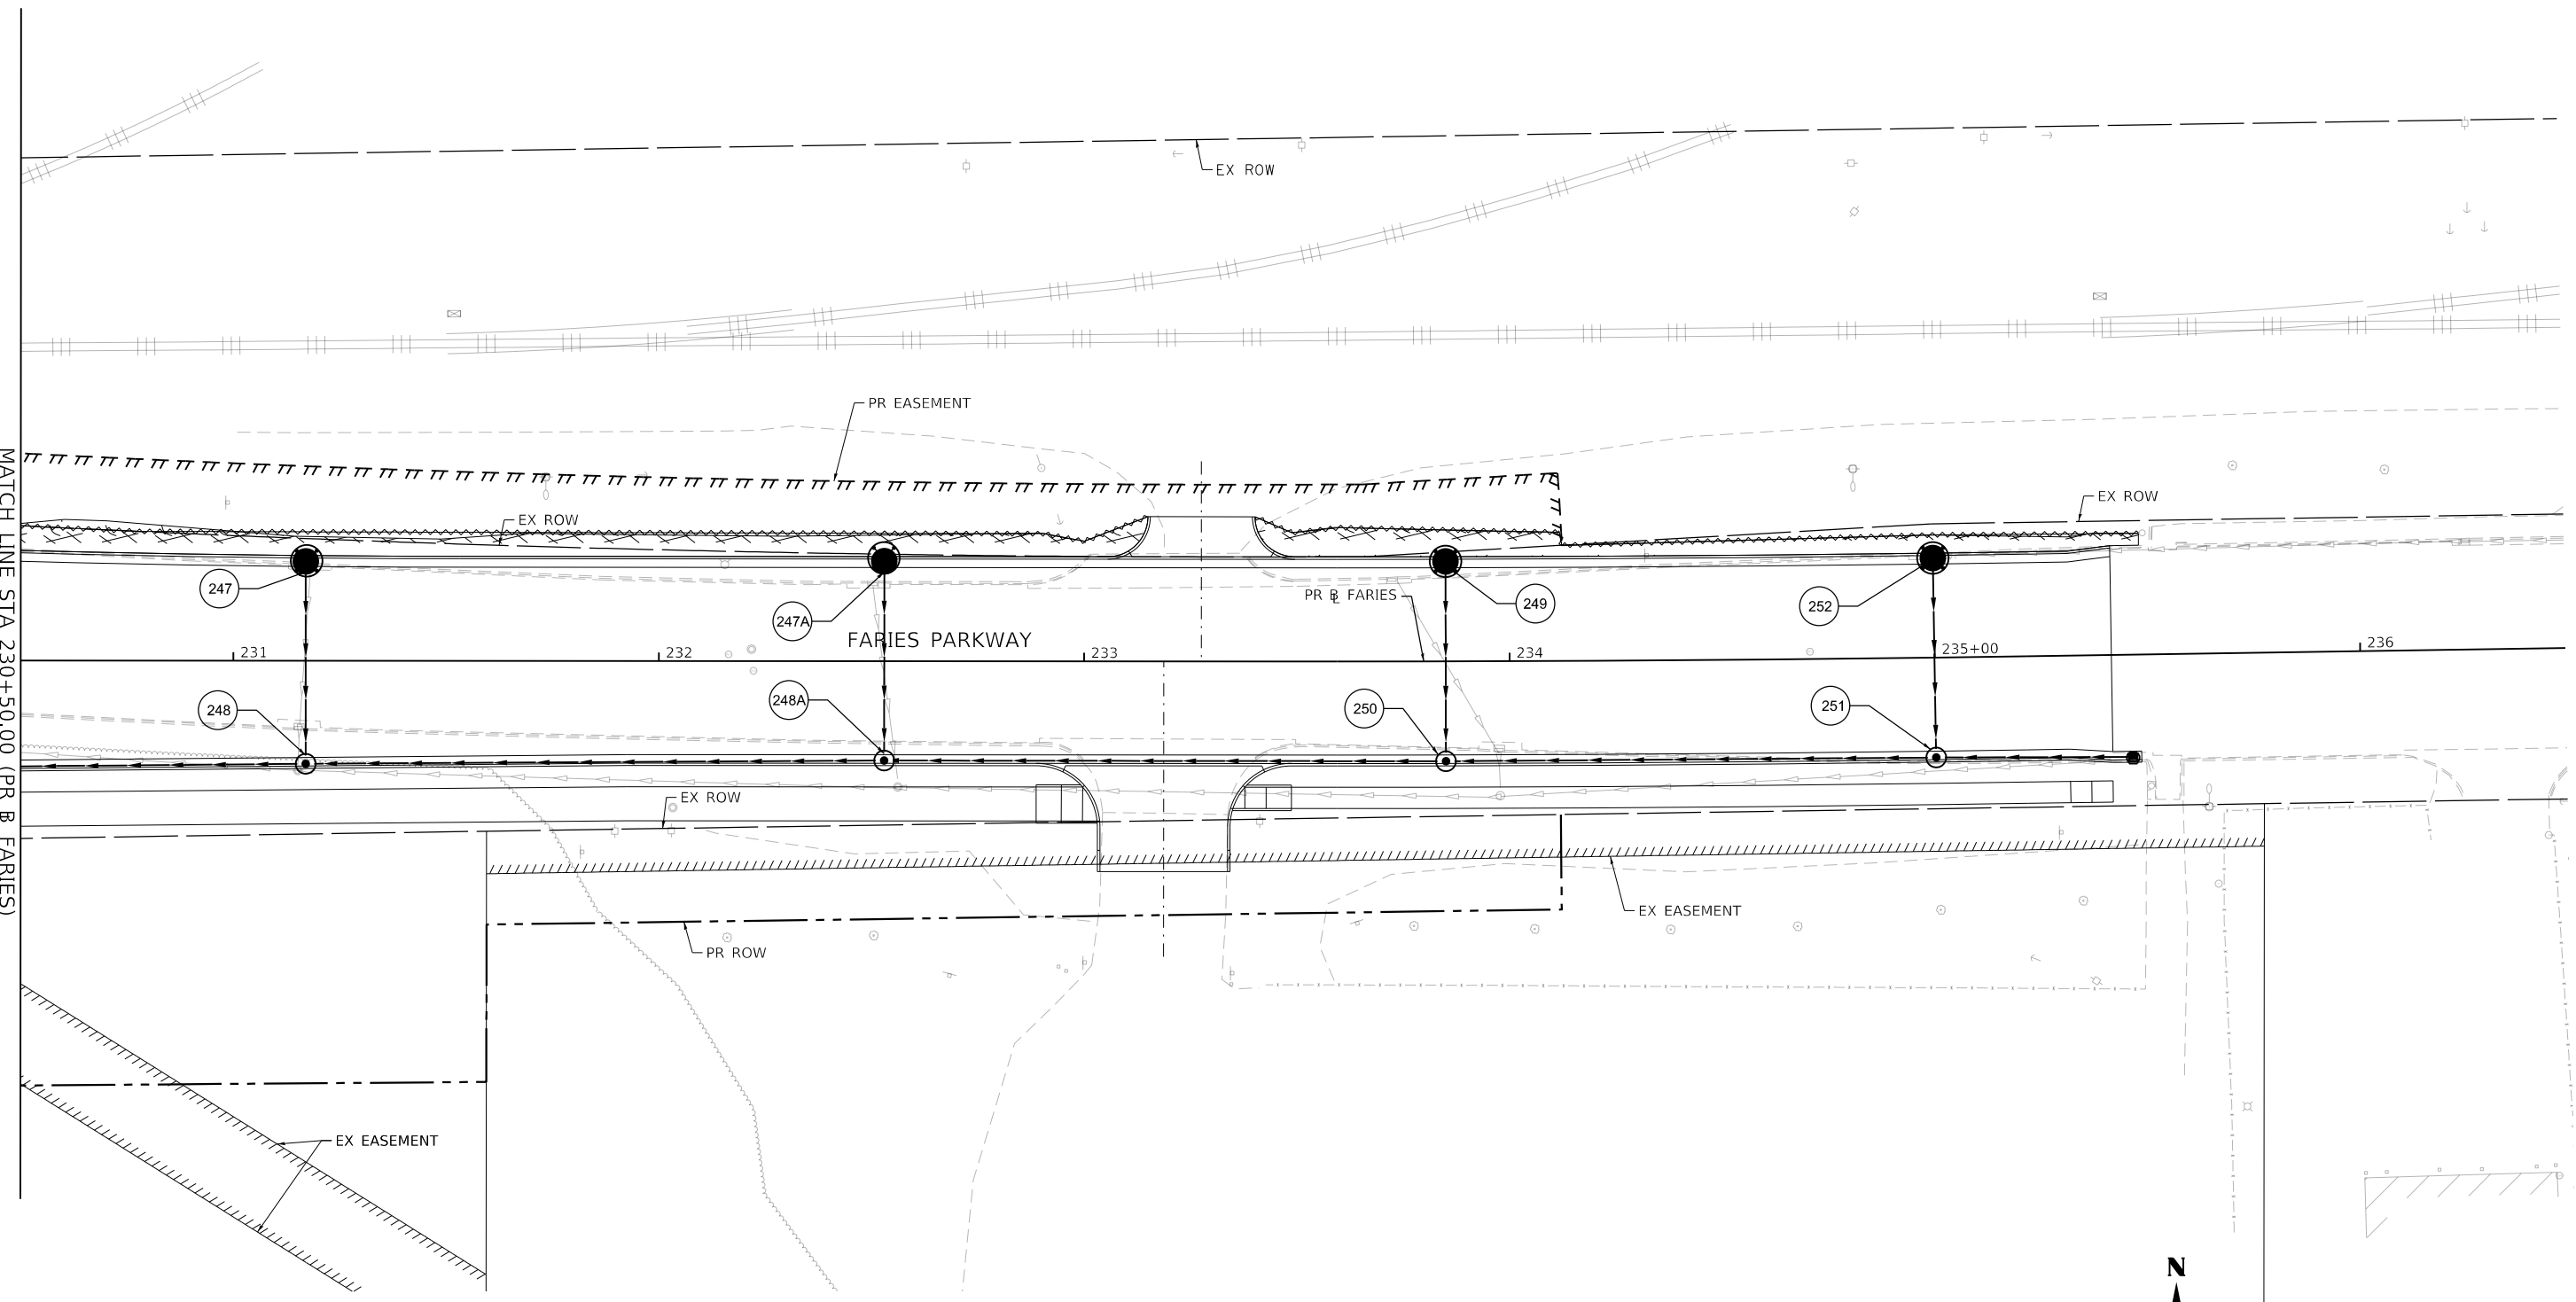 EX ROW
PR EASEMENT
EX ROW
EX ROW
247
247A
PR ℄ FARIES
249
252
FARIES PARKWAY
231
232
233
234
235+00
236
248
248A
250
251
EX ROW
EX EASEMENT
PR ROW
EX EASEMENT
MATCH LINE STA 230+50.00 (PR ℄ FARIES)
N